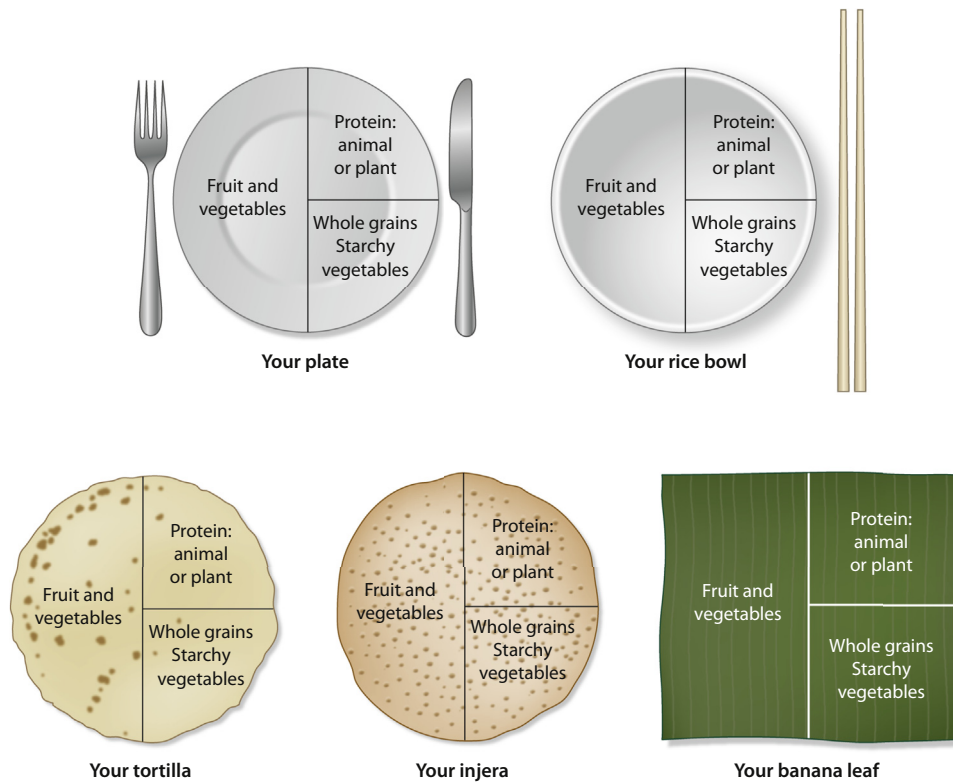 Fruit and
vegetables
Protein:
animal
or plant
Whole grains
Starchy
vegetables
Your plate
Fruit and
vegetables
Protein:
animal
or plant
Whole grains
Starchy
vegetables
Your rice bowl
Fruit and
vegetables
Protein:
animal
or plant
Whole grains
Starchy
vegetables
Your tortilla
Fruit and
vegetables
Protein:
animal
or plant
Whole grains
Starchy
vegetables
Your injera
Fruit and
vegetables
Protein:
animal
or plant
Whole grains
Starchy
vegetables
Your banana leaf